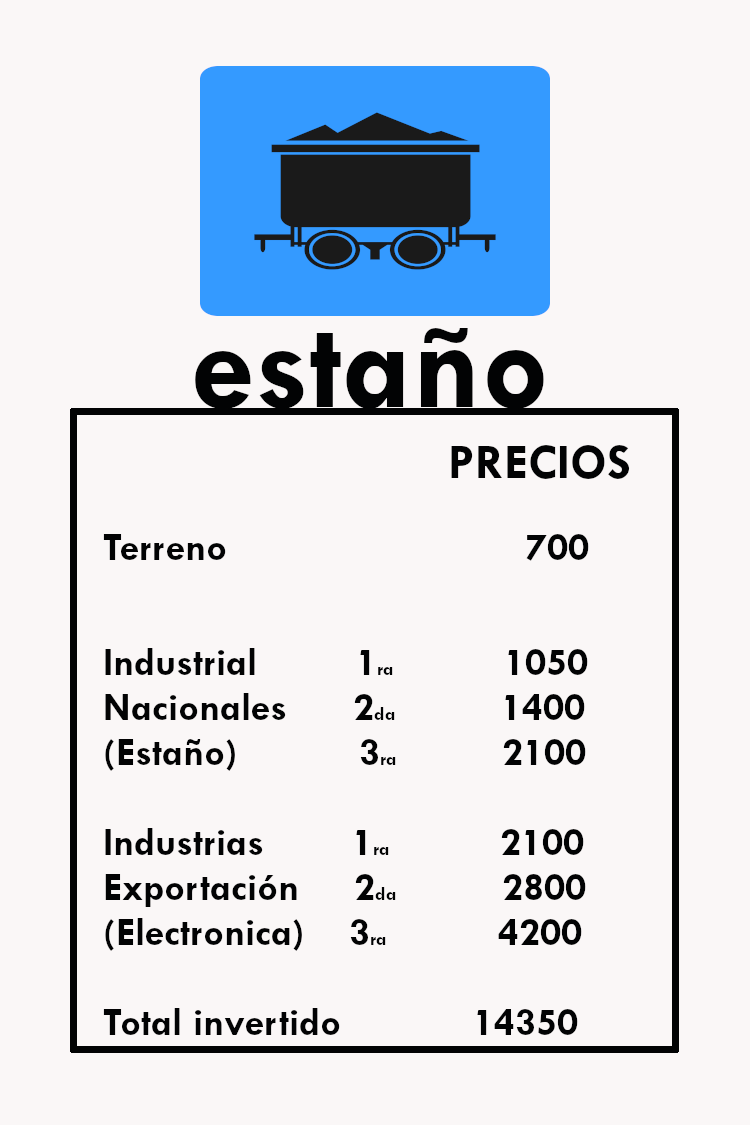 estaño
PRECIOS
Terreno 700
Industrial 1ra 1050
Nacionales 2da 1400
(Estaño) 3ra 2100
Industrias 1ra 2100
Exportación 2da 2800
(Electronica) 3ra 4200
Total invertido 14350